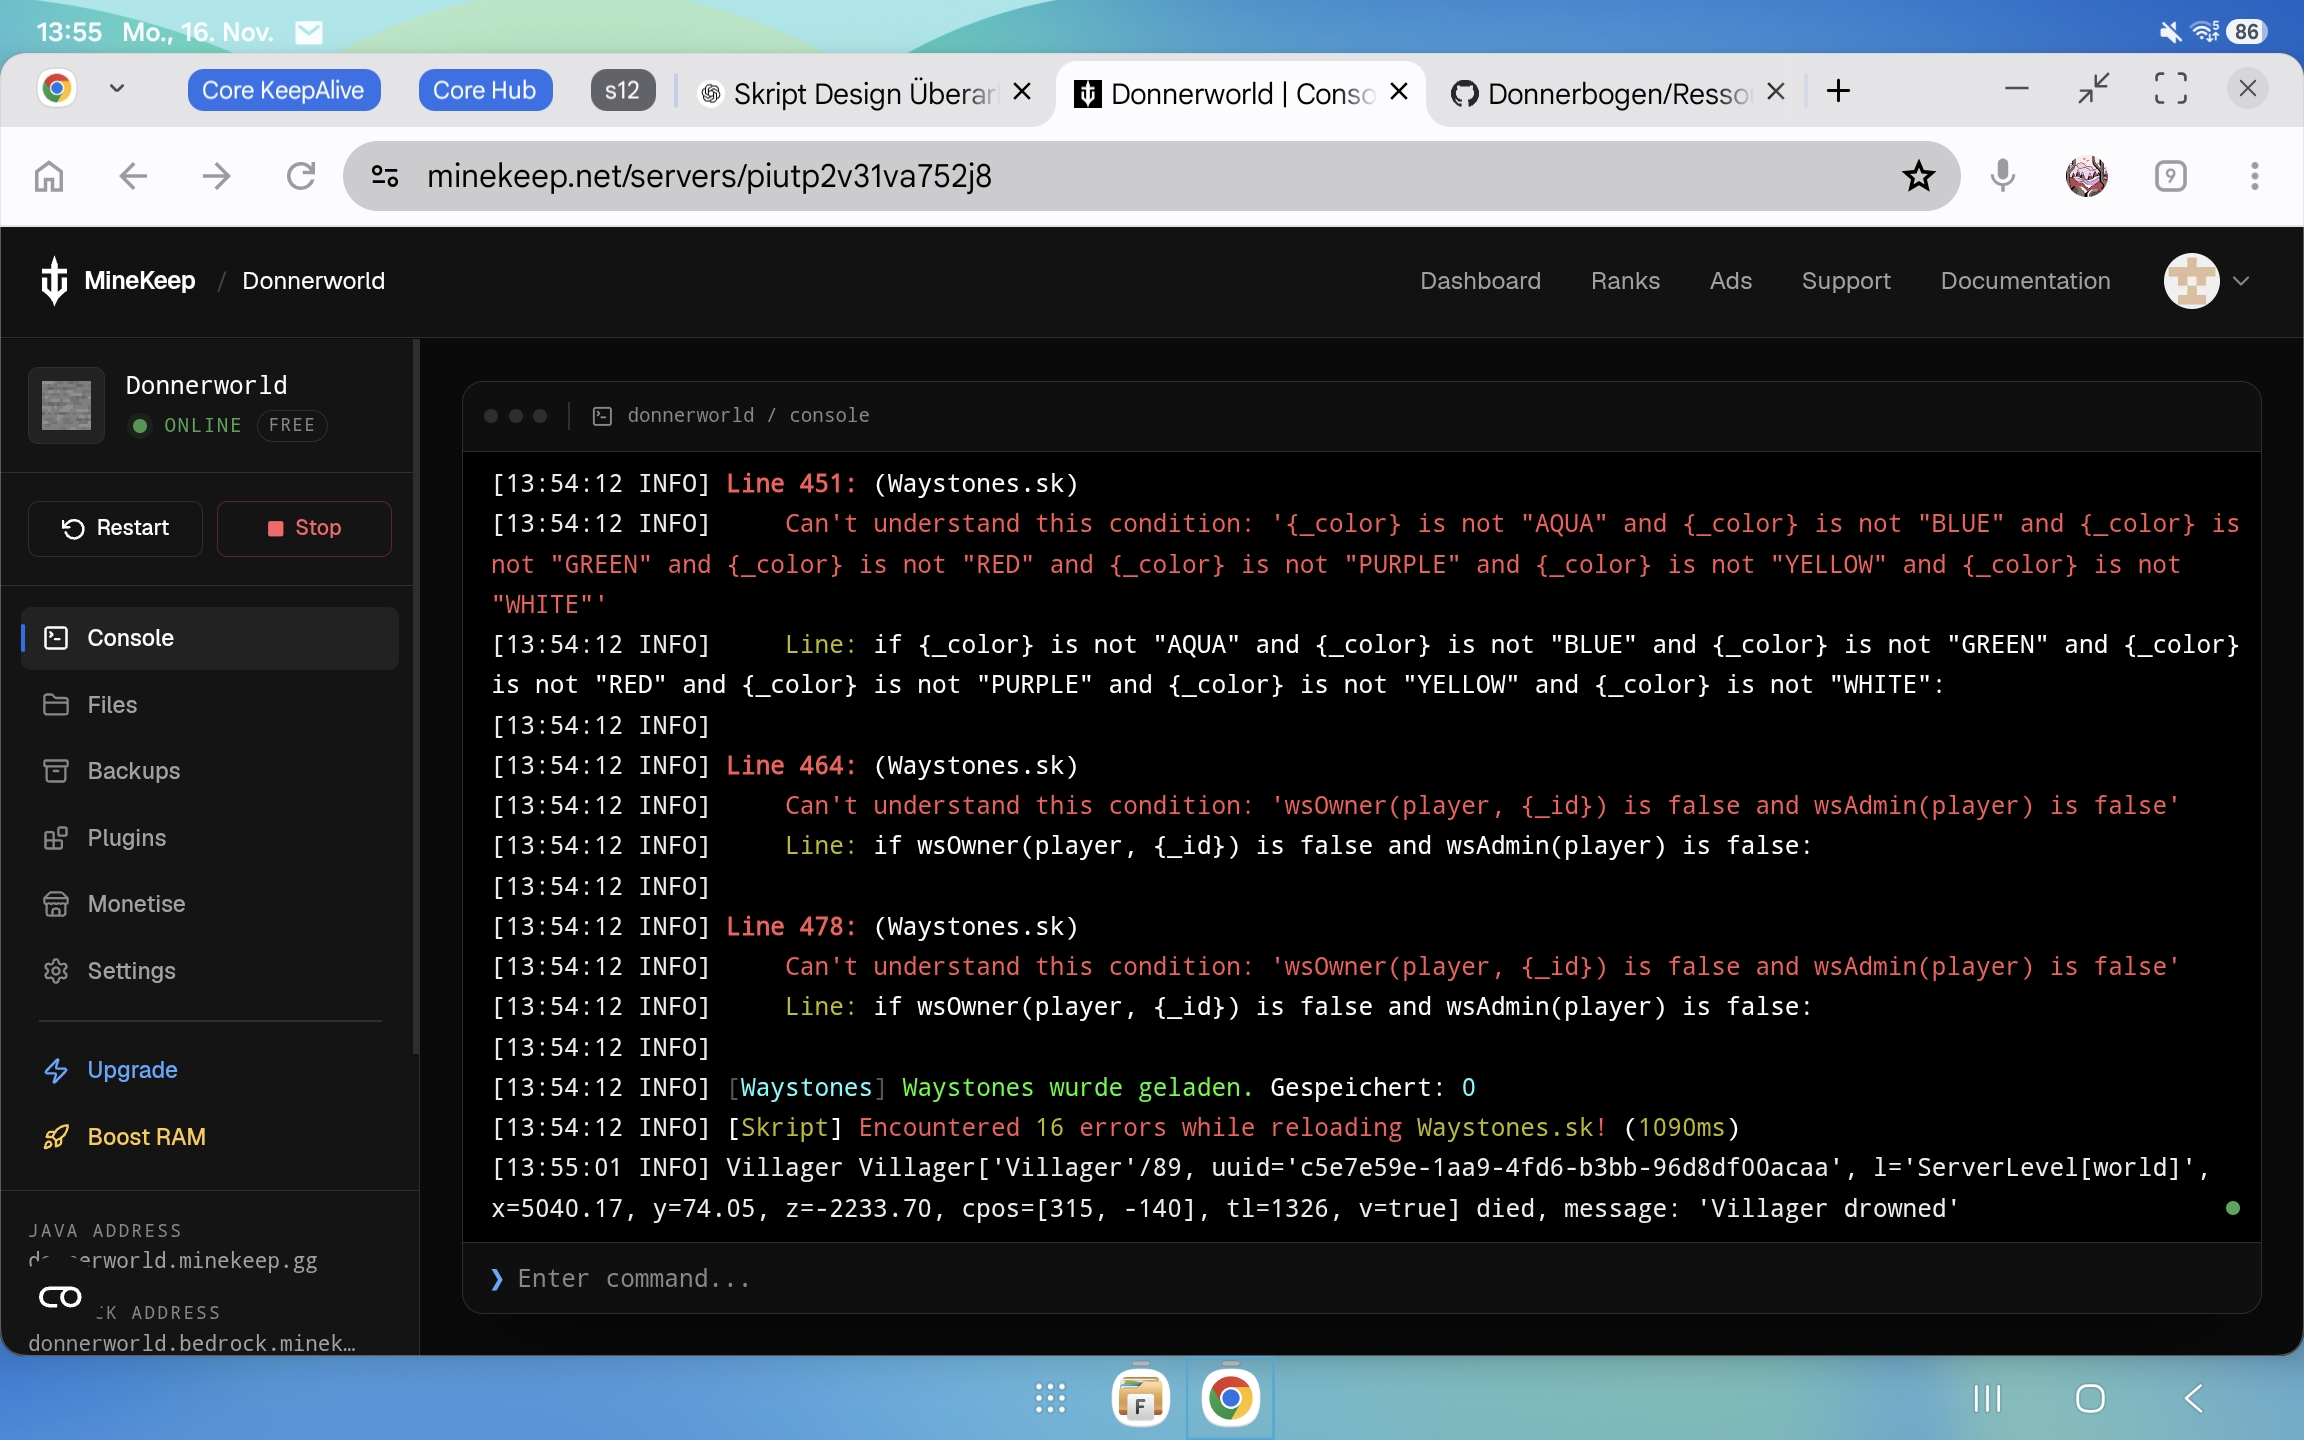 13:55 Mo., 16. Nov. 86
Core KeepAlive
Core Hub
s12
Skript Design Überar
Donnerworld | Conso
Donnerbogen/Resso
minekeep.net/servers/piutp2v31va752j8
9
MineKeep / Donnerworld
Dashboard
Ranks
Ads
Support
Documentation
Donnerworld
ONLINE FREE
Restart
Stop
Console
Files
Backups
Plugins
Monetise
Settings
Upgrade
Boost RAM
JAVA ADDRESS
erworld.minekeep.gg
ADDRESS
donnerworld.bedrock.minek…
donnerworld / console
[13:54:12 INFO] Line 451: (Waystones.sk)
[13:54:12 INFO]     Can't understand this condition: '{_color} is not "AQUA" and {_color} is not "BLUE" and {_color} is
not "GREEN" and {_color} is not "RED" and {_color} is not "PURPLE" and {_color} is not "YELLOW" and {_color} is not
"WHITE"'
[13:54:12 INFO]     Line: if {_color} is not "AQUA" and {_color} is not "BLUE" and {_color} is not "GREEN" and {_color}
is not "RED" and {_color} is not "PURPLE" and {_color} is not "YELLOW" and {_color} is not "WHITE":
[13:54:12 INFO]
[13:54:12 INFO] Line 464: (Waystones.sk)
[13:54:12 INFO]     Can't understand this condition: 'wsOwner(player, {_id}) is false and wsAdmin(player) is false'
[13:54:12 INFO]     Line: if wsOwner(player, {_id}) is false and wsAdmin(player) is false:
[13:54:12 INFO]
[13:54:12 INFO] Line 478: (Waystones.sk)
[13:54:12 INFO]     Can't understand this condition: 'wsOwner(player, {_id}) is false and wsAdmin(player) is false'
[13:54:12 INFO]     Line: if wsOwner(player, {_id}) is false and wsAdmin(player) is false:
[13:54:12 INFO]
[13:54:12 INFO] [Waystones] Waystones wurde geladen. Gespeichert: 0
[13:54:12 INFO] [Skript] Encountered 16 errors while reloading Waystones.sk! (1090ms)
[13:55:01 INFO] Villager Villager['Villager'/89, uuid='c5e7e59e-1aa9-4fd6-b3bb-96d8df00acaa', l='ServerLevel[world]',
x=5040.17, y=74.05, z=-2233.70, cpos=[315, -140], tl=1326, v=true] died, message: 'Villager drowned'
❯ Enter command...
F